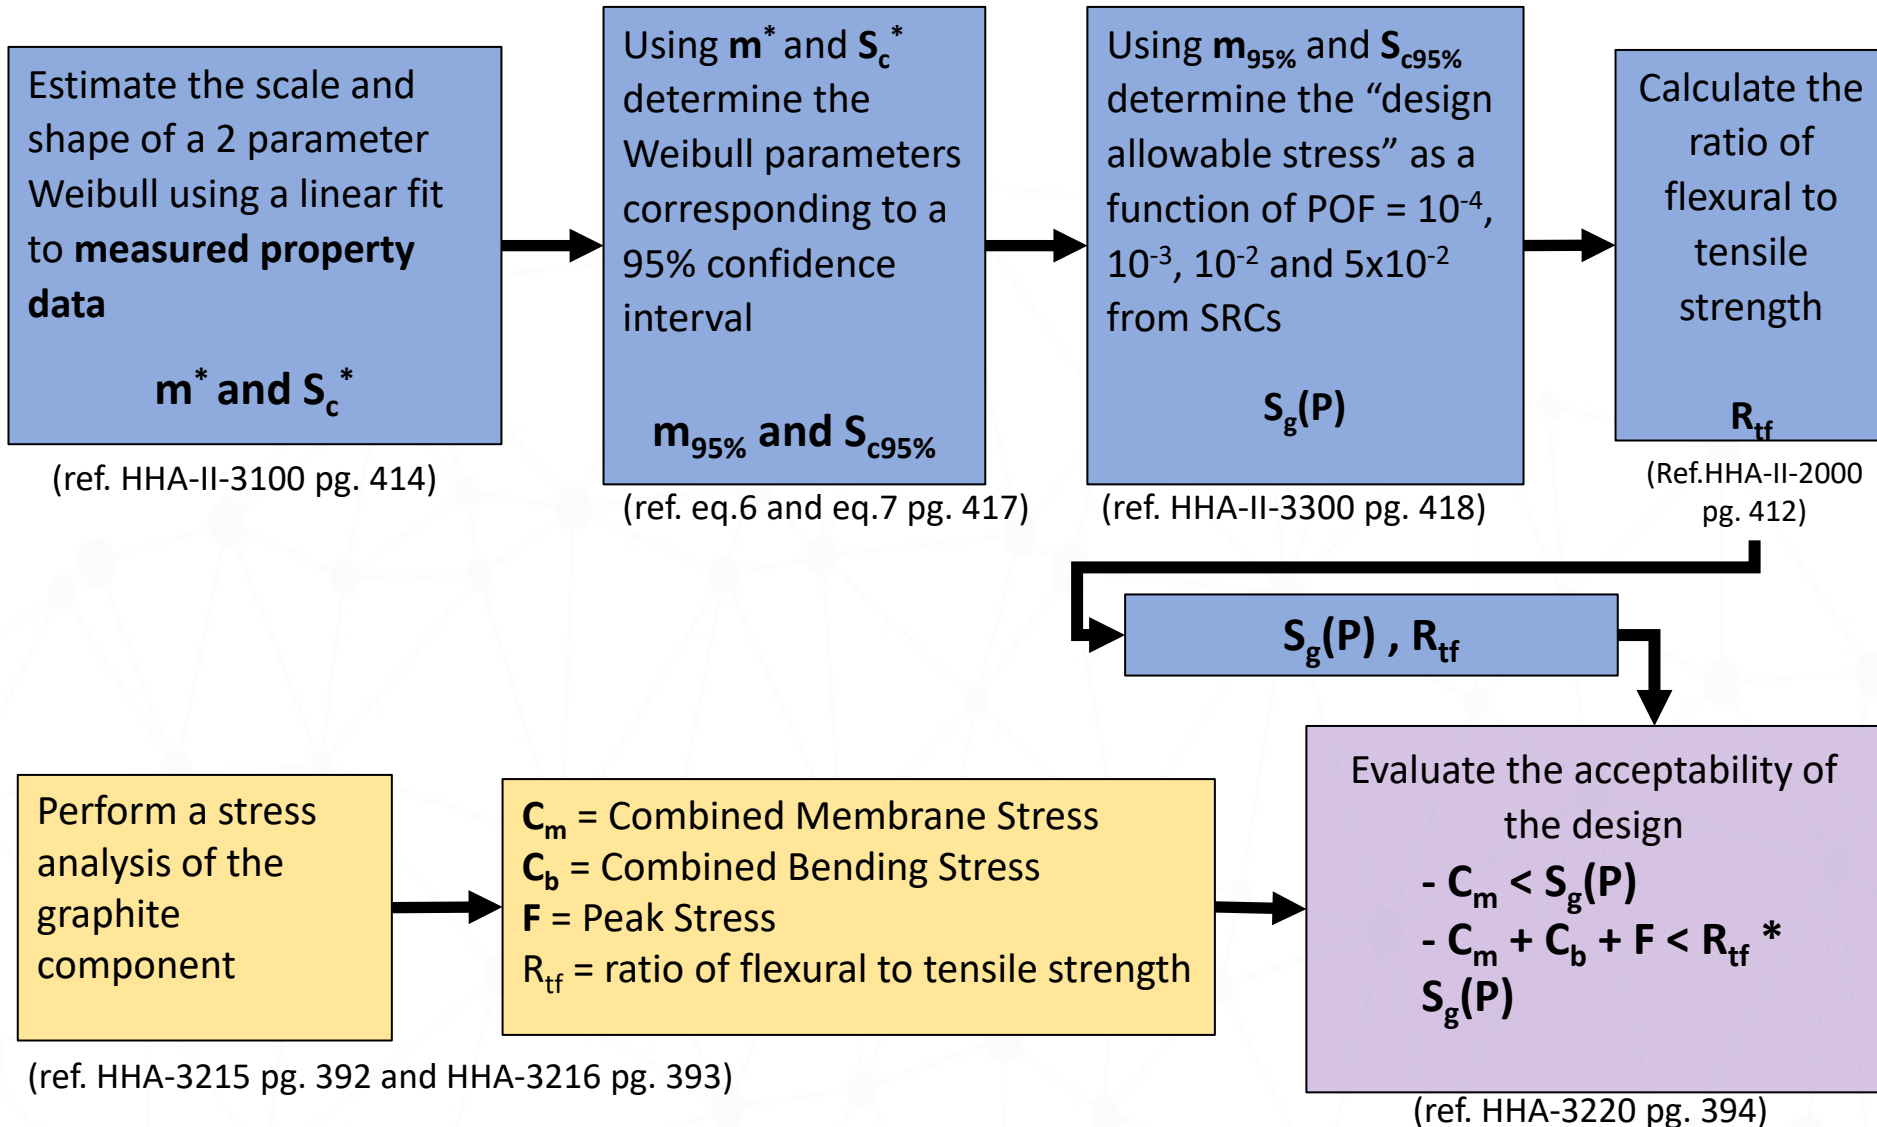 Estimate the scale and
shape of a 2 parameter
Weibull using a linear fit
to measured property
data
m* and Sc*
(ref. HHA-II-3100 pg. 414)
Using m* and Sc*
determine the
Weibull parameters
corresponding to a
95% confidence
interval
m95% and Sc95%
(ref. eq.6 and eq.7 pg. 417)
Using m95% and Sc95%
determine the “design
allowable stress” as a
function of POF = 10-4,
10-3, 10-2 and 5x10-2
from SRCs
Sg(P)
(ref. HHA-II-3300 pg. 418)
Calculate the
ratio of
flexural to
tensile
strength
Rtf
(Ref.HHA-II-2000
pg. 412)
Sg(P) , Rtf
Perform a stress
analysis of the
graphite
component
(ref. HHA-3215 pg. 392 and HHA-3216 pg. 393)
Cm = Combined Membrane Stress
Cb = Combined Bending Stress
F = Peak Stress
Rtf = ratio of flexural to tensile strength
Evaluate the acceptability of
the design
- Cm < Sg(P)
- Cm + Cb + F < Rtf *
Sg(P)
(ref. HHA-3220 pg. 394)